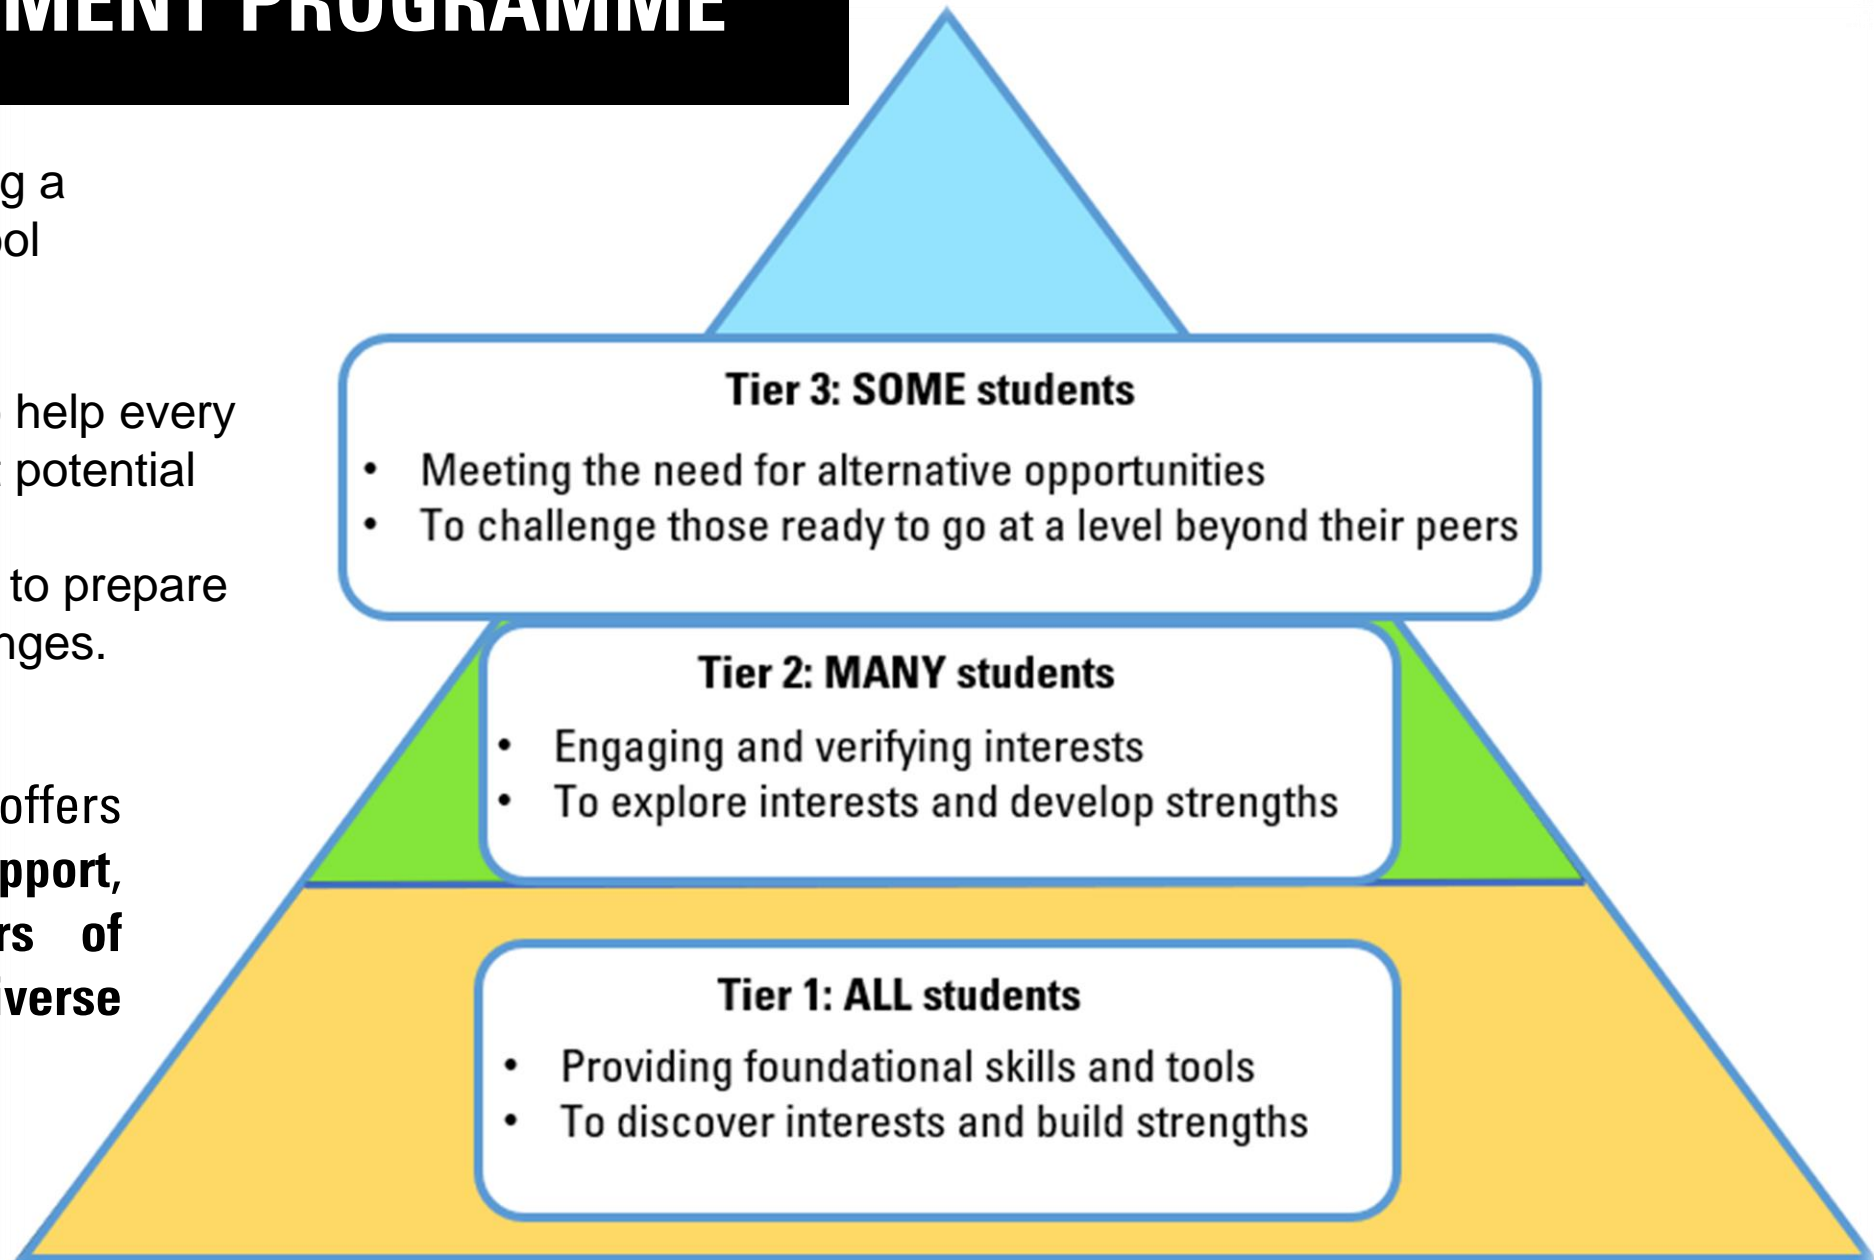 MENT PROGRAMME
g a
ool
help every
potential
to prepare
nges.
offers
pport,
rs of
iverse
Tier 3: SOME students
• Meeting the need for alternative opportunities
• To challenge those ready to go at a level beyond their peers
Tier 2: MANY students
• Engaging and verifying interests
• To explore interests and develop strengths
Tier 1: ALL students
• Providing foundational skills and tools
• To discover interests and build strengths